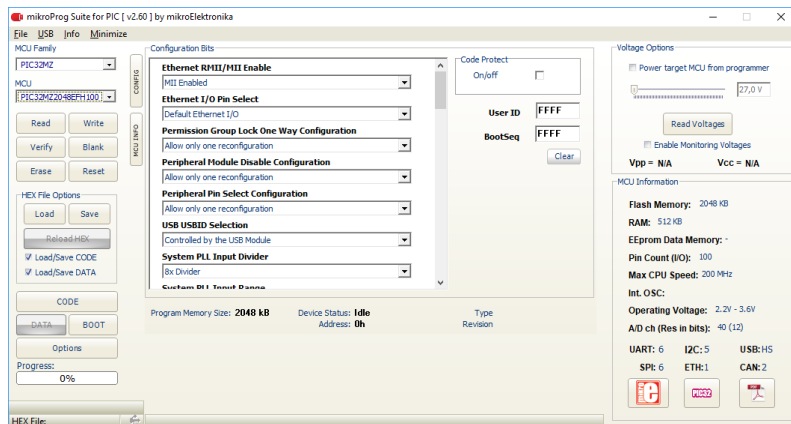 mikroProg Suite for PIC [ v2.60 ] by mikroElektronika
File USB Info Minimize
MCU Family
PIC32MZ
MCU
PIC32MZ2048EFH100
Read Write
Verify Blank
Erase Reset
HEX File Options
Load Save
Reload HEX
Load/Save CODE
Load/Save DATA
CODE
DATA BOOT
Options
Progress:
0%
HEX File:
CONFIG
MCU INFO
Configuration Bits
Ethernet RMII/MII Enable
MII Enabled
Ethernet I/O Pin Select
Default Ethernet I/O
Permission Group Lock One Way Configuration
Allow only one reconfiguration
Peripheral Module Disable Configuration
Allow only one reconfiguration
Peripheral Pin Select Configuration
Allow only one reconfiguration
USB USBID Selection
Controlled by the USB Module
System PLL Input Divider
8x Divider
System PLL Input Range
Code Protect
On/off
User ID FFFF
BootSeq FFFF
Clear
Program Memory Size: 2048 kB Device Status: Idle Type
Address: 0h Revision
Voltage Options
Power target MCU from programmer
27,0 V
Read Voltages
Enable Monitoring Voltages
Vpp = N/A Vcc = N/A
MCU Information
Flash Memory: 2048 KB
RAM: 512 KB
EEprom Data Memory: -
Pin Count (I/O): 100
Max CPU Speed: 200 MHz
Int. OSC:
Operating Voltage: 2.2V - 3.6V
A/D ch (Res in bits): 40 (12)
UART: 6 I2C: 5 USB: HS
SPI: 6 ETH: 1 CAN: 2
PIC32